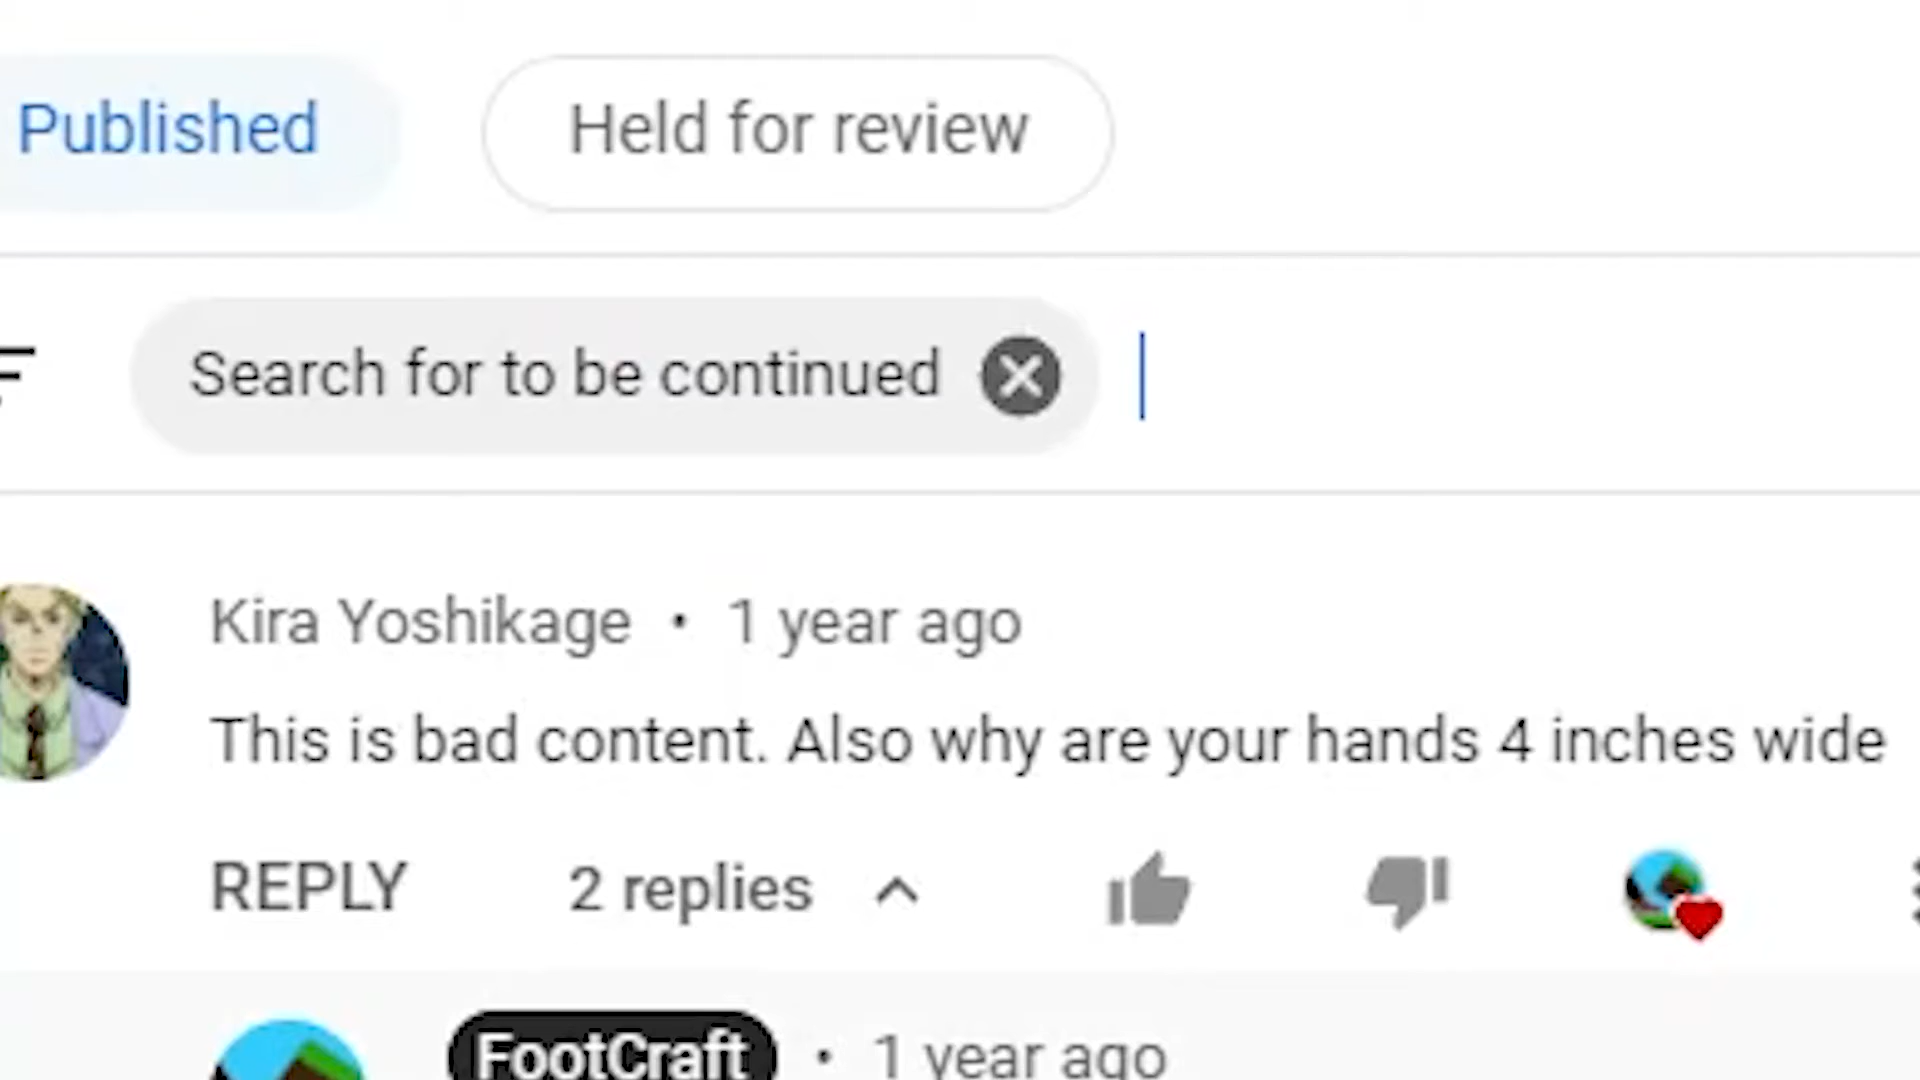 Published
Held for review
Search for to be continued
Kira Yoshikage • 1 year ago
This is bad content. Also why are your hands 4 inches wide
REPLY 2 replies
FootCraft • 1 year ago